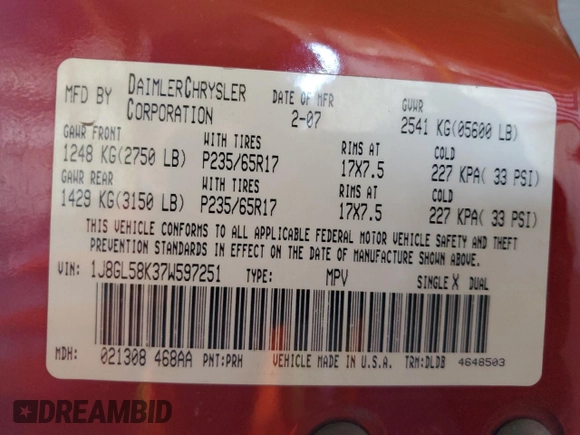 MFD BY DAIMLERCHRYSLER CORPORATION DATE OF MFR 2-07 GVWR 2541 KG(05600 LB)
GAWR FRONT WITH TIRES RIMS AT COLD
1248 KG(2750 LB) P235/65R17 17X7.5 227 KPA( 33 PSI)
GAWR REAR WITH TIRES RIMS AT COLD
1429 KG(3150 LB) P235/65R17 17X7.5 227 KPA( 33 PSI)
THIS VEHICLE CONFORMS TO ALL APPLICABLE FEDERAL MOTOR VEHICLE SAFETY AND THEFT
PREVENTION STANDARDS IN EFFECT ON THE DATE OF MANUFACTURE SHOWN ABOVE.
VIN: 1J8GL58K37W597251 TYPE: MPV SINGLE X DUAL
MDH: 021308 468AA PNT:PRH VEHICLE MADE IN U.S.A. TRM:DLDB 4648503
DREAMBID